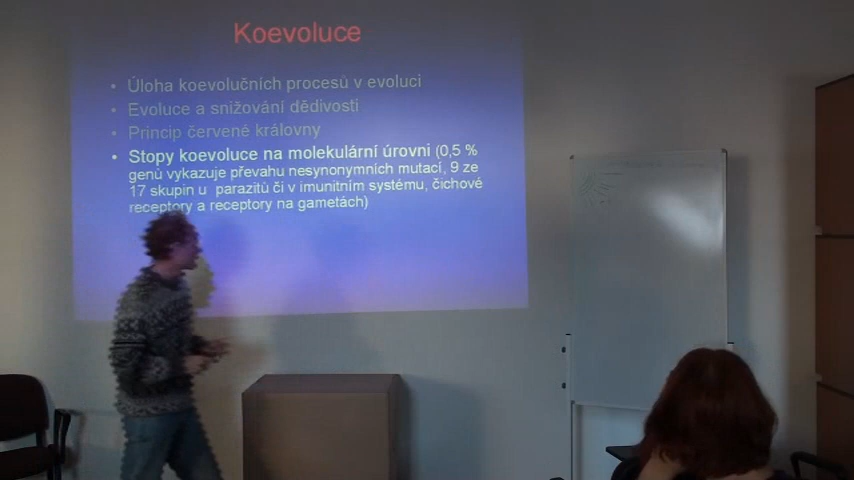 Koevoluce
• Úloha koevolučních procesů v evoluci
• Evoluce a snižování dědivosti
• Princip červené královny
• Stopy koevoluce na molekulární úrovni (0,5 %
genů vykazuje převahu nesynonymních mutací, 9 ze
17 skupin u parazitů či v imunitním systému, čichové
receptory a receptory na gametách)